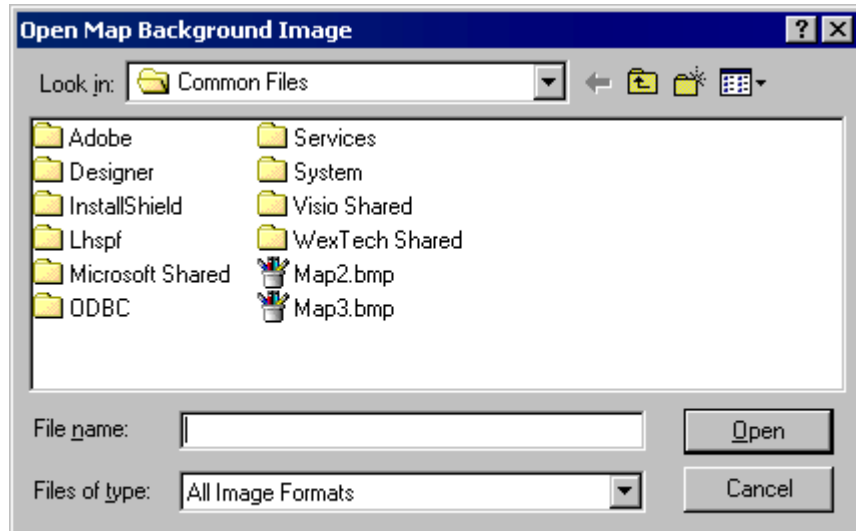 Open Map Background Image
Look in: Common Files
Adobe
Designer
InstallShield
Lhspf
Microsoft Shared
ODBC
Services
System
Visio Shared
WexTech Shared
Map2.bmp
Map3.bmp
File name:
Open
Files of type: All Image Formats
Cancel